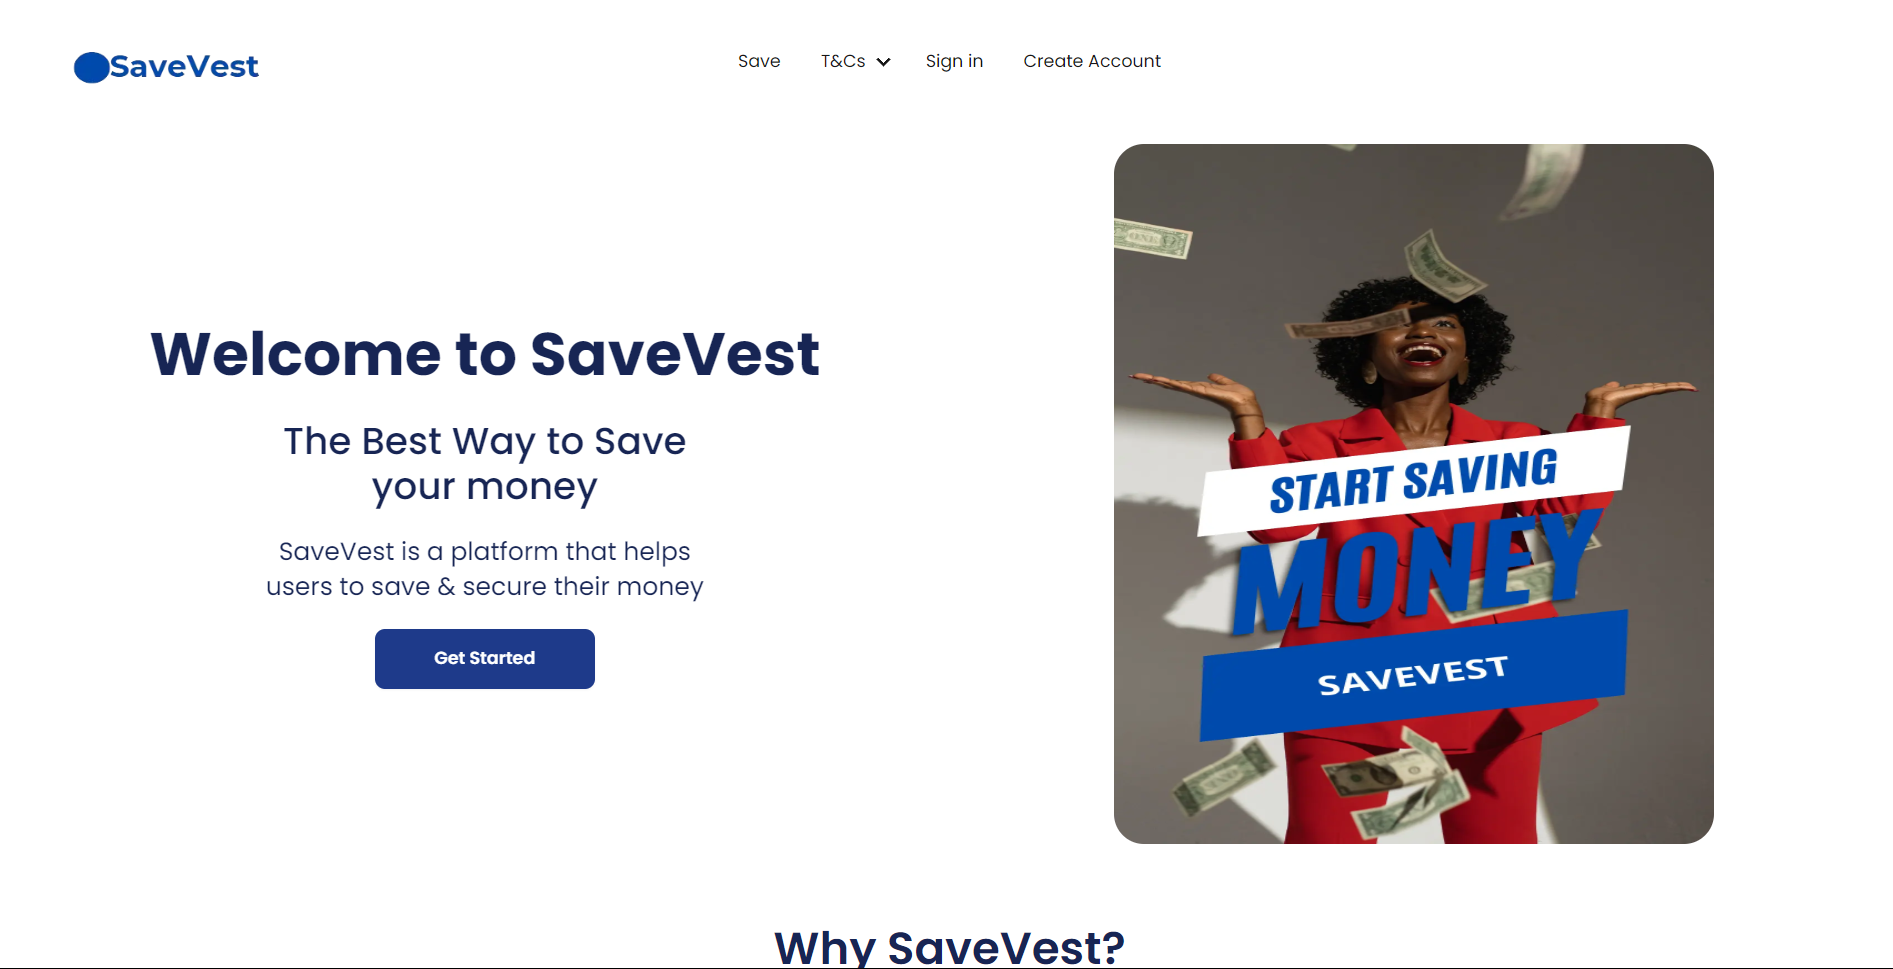 SaveVest
Save
T&Cs
Sign in
Create Account
Welcome to SaveVest
The Best Way to Save
your money
SaveVest is a platform that helps
users to save & secure their money
Get Started
START SAVING
MONEY
SAVEVEST
Why SaveVest?